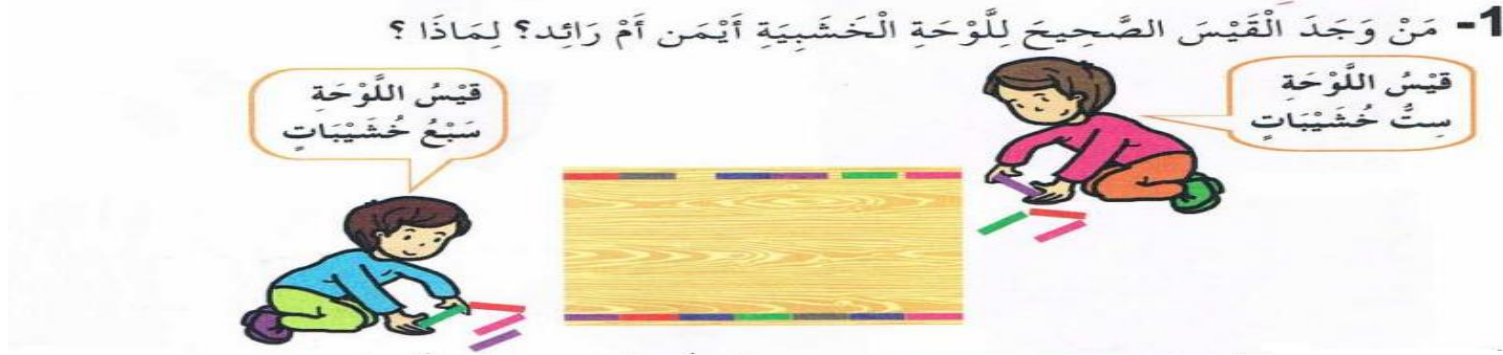 1- مَنْ وَجَدَ الْقَيْسَ الصَّحِيحَ لِلَّوْحَةِ الْخَشَبِيَةِ أَيْمَن أَمْ رَائِد؟ لِمَاذَا ؟
قَيْسُ اللَّوْحَةِ
سِتُّ خُشَيْبَاتٍ
قَيْسُ اللَّوْحَةِ
سَبْعُ خُشَيْبَاتٍ